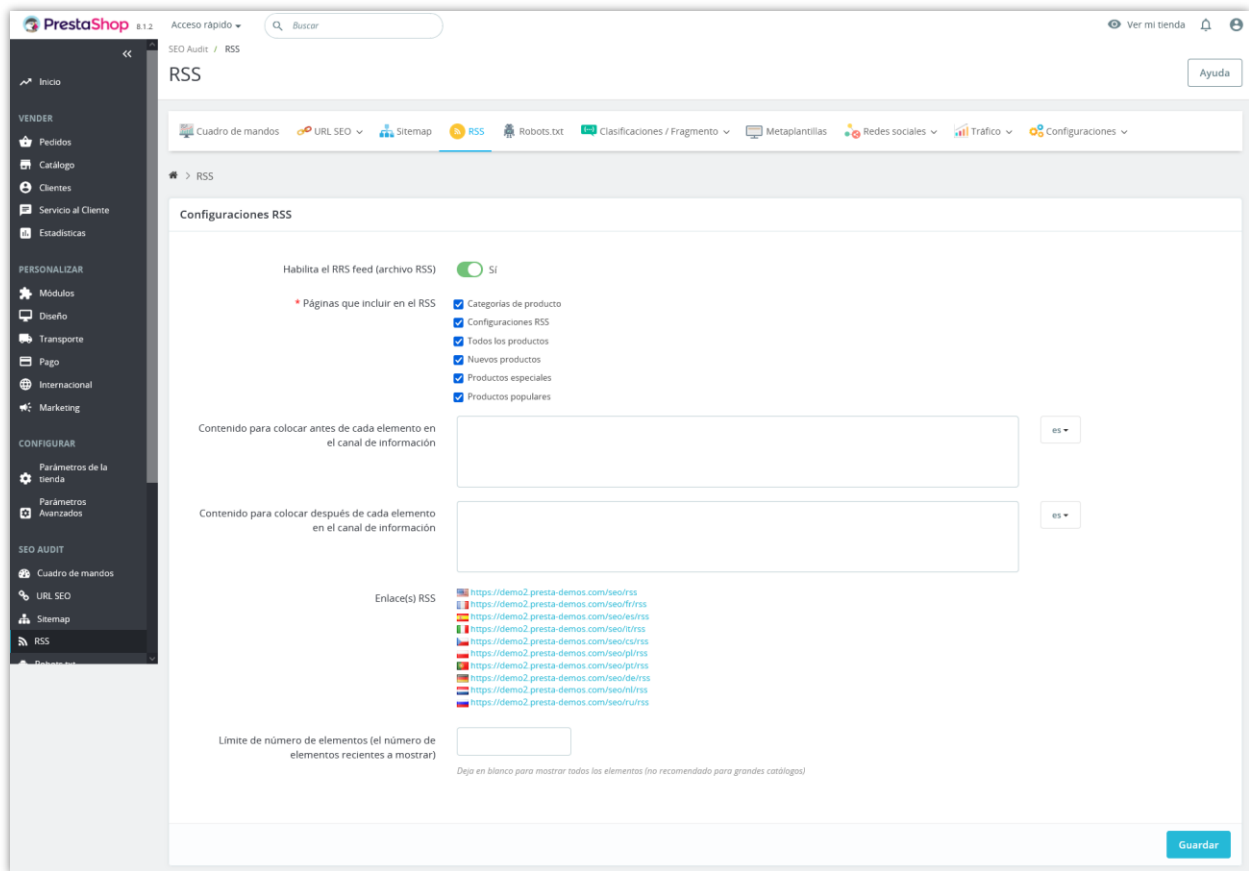 PrestaShop 8.1.2
Acceso rápido
Buscar
Ver mi tienda
SEO Audit / RSS
RSS
Ayuda
Inicio
VENDER
Pedidos
Catálogo
Clientes
Servicio al Cliente
Estadísticas
PERSONALIZAR
Módulos
Diseño
Transporte
Pago
Internacional
Marketing
CONFIGURAR
Parámetros de la
tienda
Parámetros
Avanzados
SEO AUDIT
Cuadro de mandos
URL SEO
Sitemap
RSS
Robots.txt
Cuadro de mandos
URL SEO
Sitemap
RSS
Robots.txt
Clasificaciones / Fragmento
Metaplantillas
Redes sociales
Tráfico
Configuraciones
> RSS
Configuraciones RSS
Habilita el RRS feed (archivo RSS)
Sí
* Páginas que incluir en el RSS
Categorías de producto
Configuraciones RSS
Todos los productos
Nuevos productos
Productos especiales
Productos populares
Contenido para colocar antes de cada elemento en
el canal de información
es
Contenido para colocar después de cada elemento
en el canal de información
es
Enlace(s) RSS
https://demo2.presta-demos.com/seo/rss
https://demo2.presta-demos.com/seo/fr/rss
https://demo2.presta-demos.com/seo/es/rss
https://demo2.presta-demos.com/seo/it/rss
https://demo2.presta-demos.com/seo/cs/rss
https://demo2.presta-demos.com/seo/pl/rss
https://demo2.presta-demos.com/seo/pt/rss
https://demo2.presta-demos.com/seo/de/rss
https://demo2.presta-demos.com/seo/nl/rss
https://demo2.presta-demos.com/seo/ru/rss
Límite de número de elementos (el número de
elementos recientes a mostrar)
Deja en blanco para mostrar todos los elementos (no recomendado para grandes catálogos)
Guardar